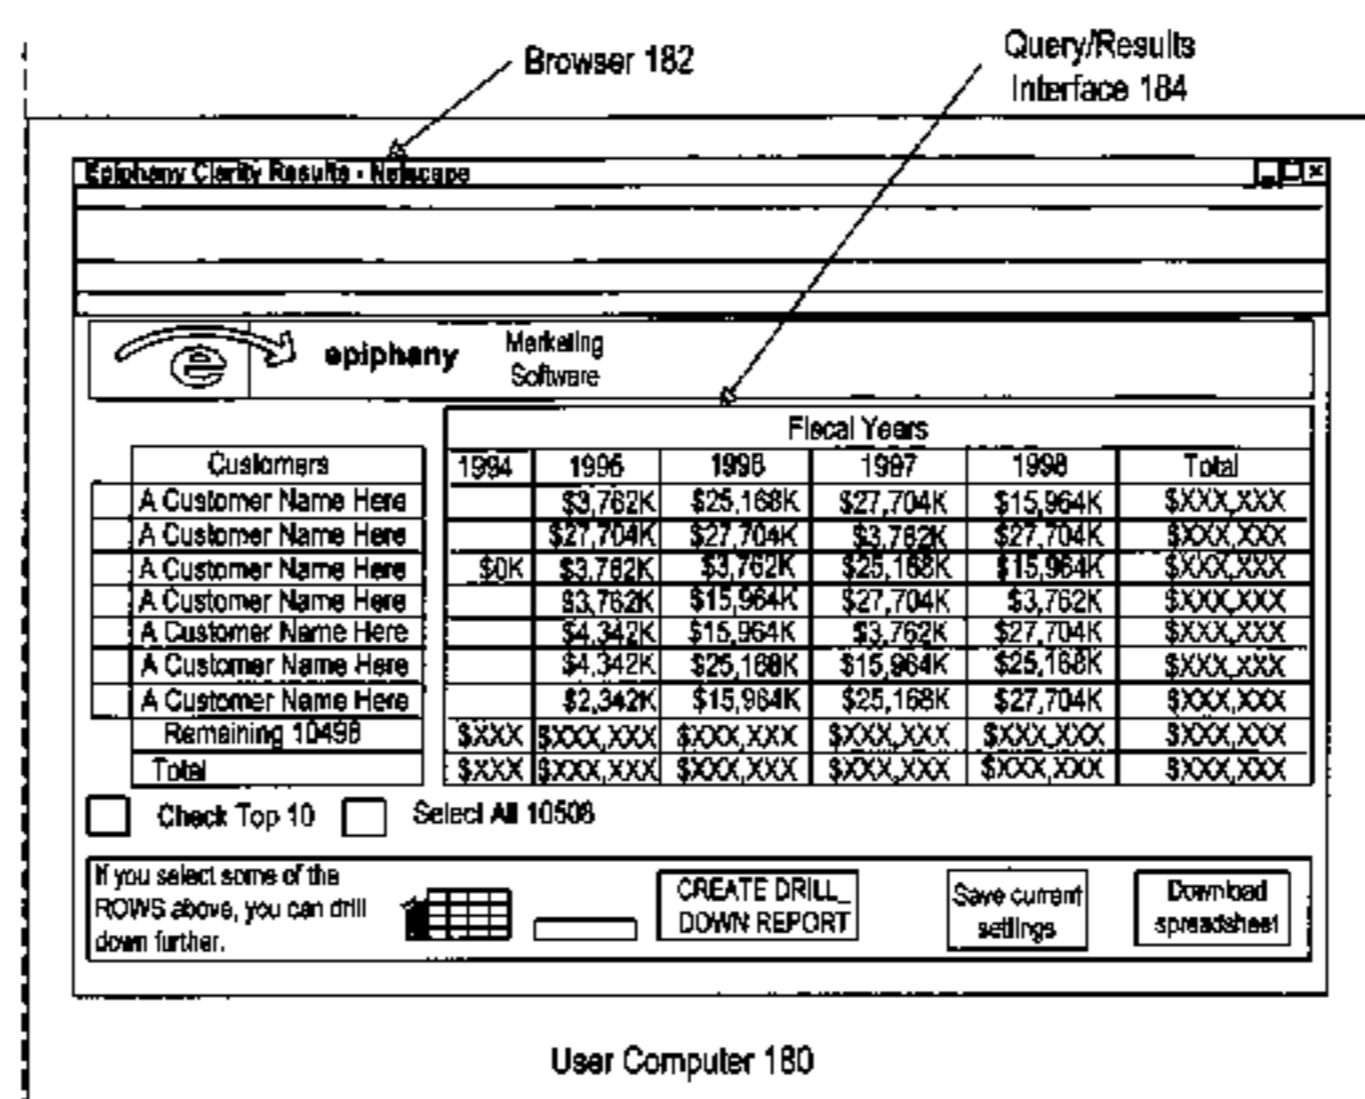 Browser 182
Query/Results
Interface 184
Epiphany Clarity Results - Netscape
e epiphany Marketing
Software
Fiscal Years
Customers 1994 1995 1996 1997 1998 Total
A Customer Name Here $3,762K $25,168K $27,704K $15,964K $XXX,XXX
A Customer Name Here $27,704K $27,704K $3,762K $27,704K $XXX,XXX
A Customer Name Here $0K $3,762K $3,762K $25,168K $15,964K $XXX,XXX
A Customer Name Here $3,762K $15,964K $27,704K $3,762K $XXX,XXX
A Customer Name Here $4,342K $15,964K $3,762K $27,704K $XXX,XXX
A Customer Name Here $4,342K $25,168K $15,964K $25,168K $XXX,XXX
A Customer Name Here $2,342K $15,964K $25,168K $27,704K $XXX,XXX
Remaining 10498 $XXX $XXX,XXX $XXX,XXX $XXX,XXX $XXX,XXX $XXX,XXX
Total $XXX $XXX,XXX $XXX,XXX $XXX,XXX $XXX,XXX $XXX,XXX
Check Top 10 Select All 10508
If you select some of the
ROWS above, you can drill
down further.
CREATE DRILL_
DOWN REPORT
Save current
settings
Download
spreadsheet
User Computer 180